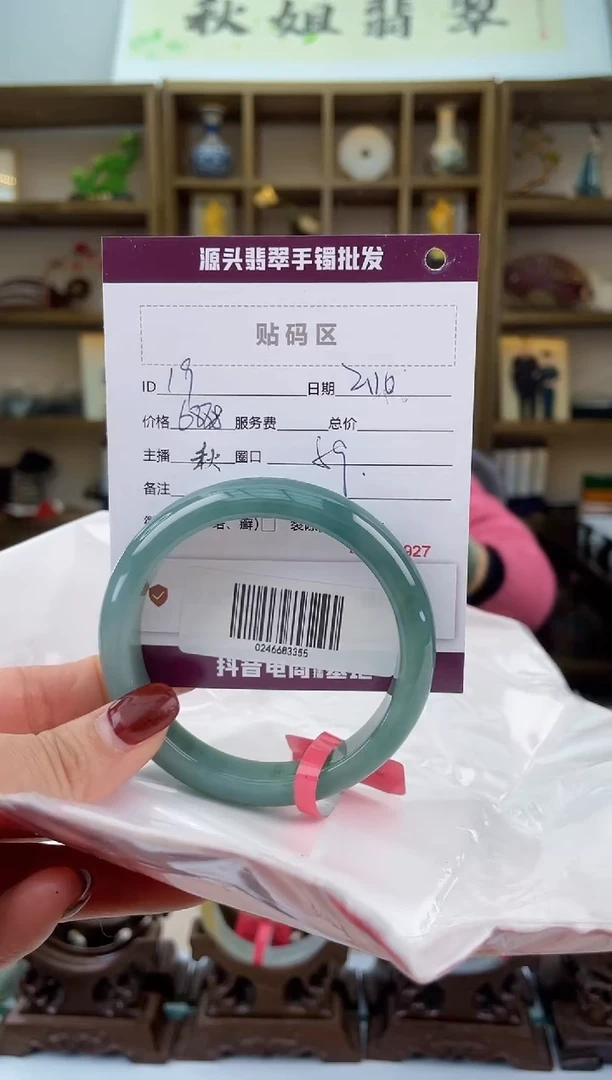 秋姐翡翠
源头翡翠手镯批发
贴码区
ID 19 日期 2.10
价格 6888 服务费 总价
主播 秋 圈口 59.
备注
927
0246683355
抖音电商